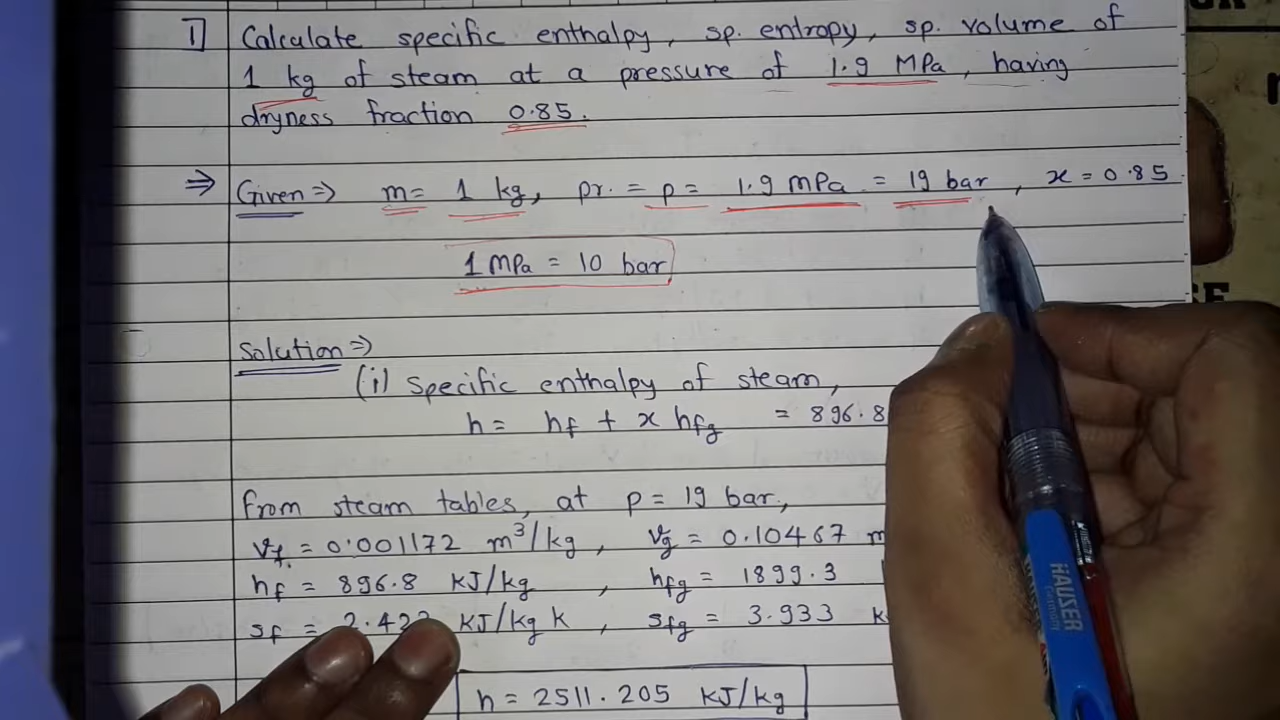 1] Calculate specific enthalpy, sp. entropy, sp. volume of
1 kg of steam at a pressure of 1.9 MPa, having
dryness fraction 0.85.
⇒ Given ⇒ m = 1 kg, pr. = p = 1.9 MPa = 19 bar, x = 0.85
1 MPa = 10 bar
Solution ⇒
(i) Specific enthalpy of steam,
h = hf + x hfg = 896.8
from steam tables, at p = 19 bar,
vf = 0.001172 m³/kg, vg = 0.10467 m
hf = 896.8 KJ/kg, hfg = 1899.3
sf = 2.422 KJ/kg K, sfg = 3.933 K
h = 2511.205 KJ/kg
HAUSER
Germany